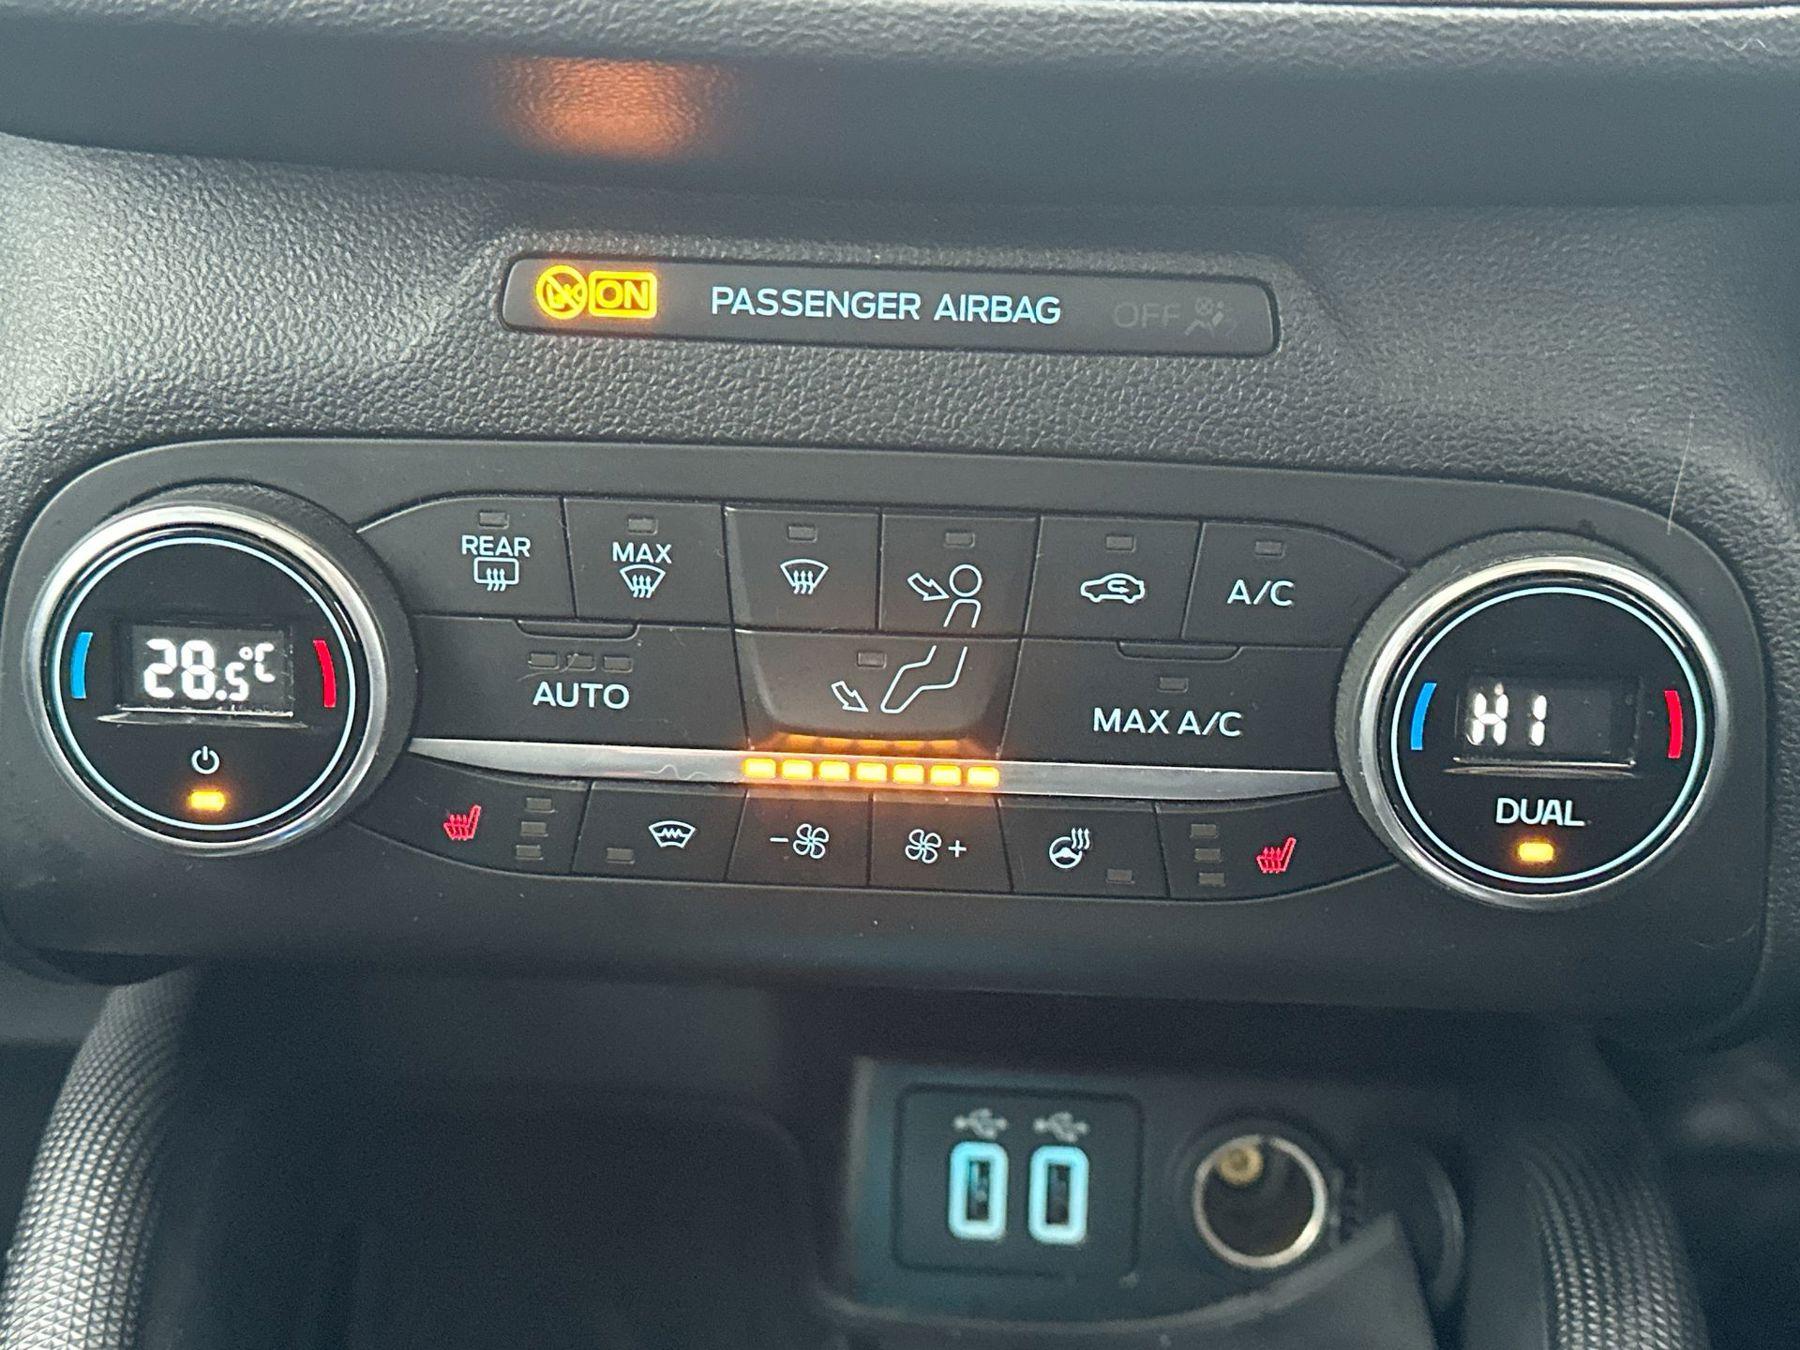 ON PASSENGER AIRBAG OFF
REAR
MAX
A/C
28.5°C
AUTO
MAX A/C
HI
DUAL
- +